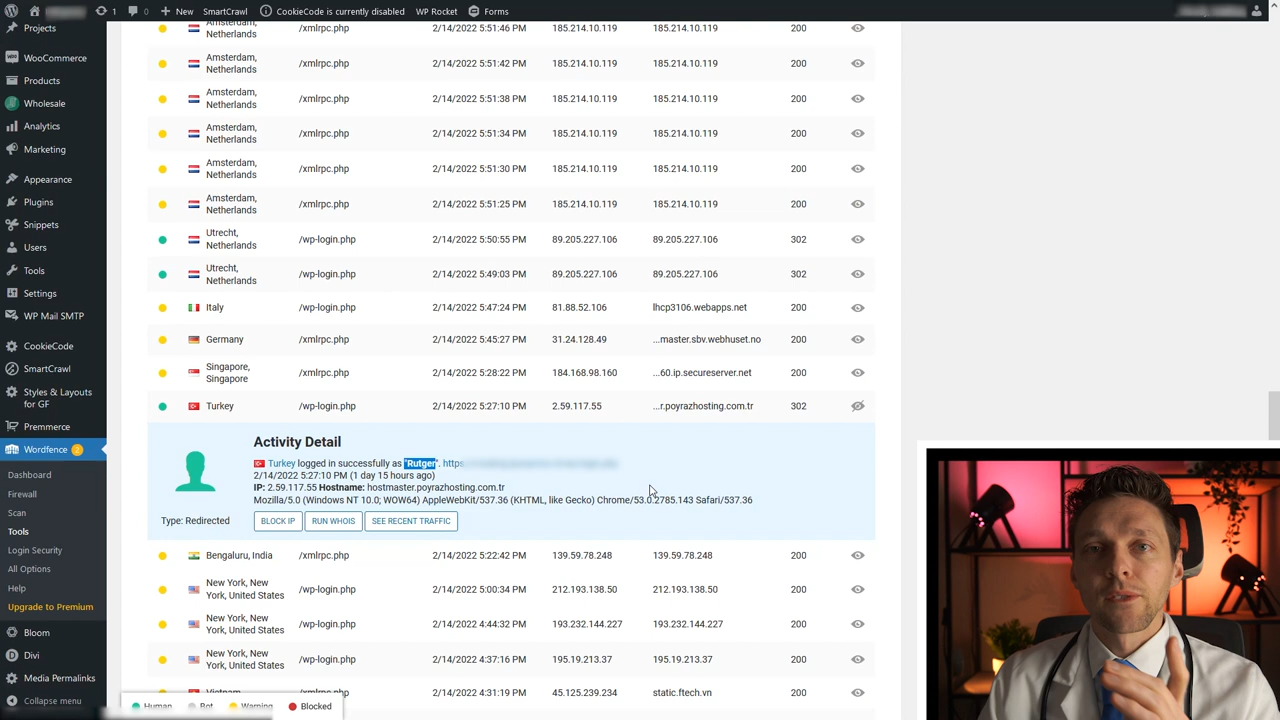 1
0
New
SmartCrawl
CookieCode is currently disabled
WP Rocket
Forms
Projects
WooCommerce
Products
Wholesale
Analytics
Marketing
Appearance
Plugins
Snippets
Users
Tools
Settings
WP Mail SMTP
CookieCode
SmartCrawl
Styles & Layouts
for GF
Premmerce
Wordfence 2
Dashboard
Firewall
Scan
Tools
Login Security
All Options
Help
Upgrade to Premium
Bloom
Divi
Media Permalinks
Collapse menu
Amsterdam,
Netherlands /xmlrpc.php 2/14/2022 5:51:46 PM 185.214.10.119 185.214.10.119 200
Amsterdam,
Netherlands /xmlrpc.php 2/14/2022 5:51:42 PM 185.214.10.119 185.214.10.119 200
Amsterdam,
Netherlands /xmlrpc.php 2/14/2022 5:51:38 PM 185.214.10.119 185.214.10.119 200
Amsterdam,
Netherlands /xmlrpc.php 2/14/2022 5:51:34 PM 185.214.10.119 185.214.10.119 200
Amsterdam,
Netherlands /xmlrpc.php 2/14/2022 5:51:30 PM 185.214.10.119 185.214.10.119 200
Amsterdam,
Netherlands /xmlrpc.php 2/14/2022 5:51:25 PM 185.214.10.119 185.214.10.119 200
Utrecht,
Netherlands /wp-login.php 2/14/2022 5:50:55 PM 89.205.227.106 89.205.227.106 302
Utrecht,
Netherlands /wp-login.php 2/14/2022 5:49:03 PM 89.205.227.106 89.205.227.106 302
Italy /wp-login.php 2/14/2022 5:47:24 PM 81.88.52.106 lhcp3106.webapps.net 200
Germany /xmlrpc.php 2/14/2022 5:45:27 PM 31.24.128.49 ...master.sbv.webhuset.no 200
Singapore,
Singapore /xmlrpc.php 2/14/2022 5:28:22 PM 184.168.98.160 ...60.ip.secureserver.net 200
Turkey /wp-login.php 2/14/2022 5:27:10 PM 2.59.117.55 ...r.poyrazhosting.com.tr 302
Activity Detail
Turkey logged in successfully as "Rutger". https
2/14/2022 5:27:10 PM (1 day 15 hours ago)
IP: 2.59.117.55 Hostname: hostmaster.poyrazhosting.com.tr
Mozilla/5.0 (Windows NT 10.0; WOW64) AppleWebKit/537.36 (KHTML, like Gecko) Chrome/53.0.2785.143 Safari/537.36
Type: Redirected
BLOCK IP
RUN WHOIS
SEE RECENT TRAFFIC
Bengaluru, India /xmlrpc.php 2/14/2022 5:22:42 PM 139.59.78.248 139.59.78.248 200
New York, New
York, United States /wp-login.php 2/14/2022 5:00:34 PM 212.193.138.50 212.193.138.50 200
New York, New
York, United States /wp-login.php 2/14/2022 4:44:32 PM 193.232.144.227 193.232.144.227 200
New York, New
York, United States /wp-login.php 2/14/2022 4:37:16 PM 195.19.213.37 195.19.213.37 200
Vietnam /xmlrpc.php 2/14/2022 4:31:19 PM 45.125.239.234 static.ftech.vn 200
Human
Bot
Warning
Blocked